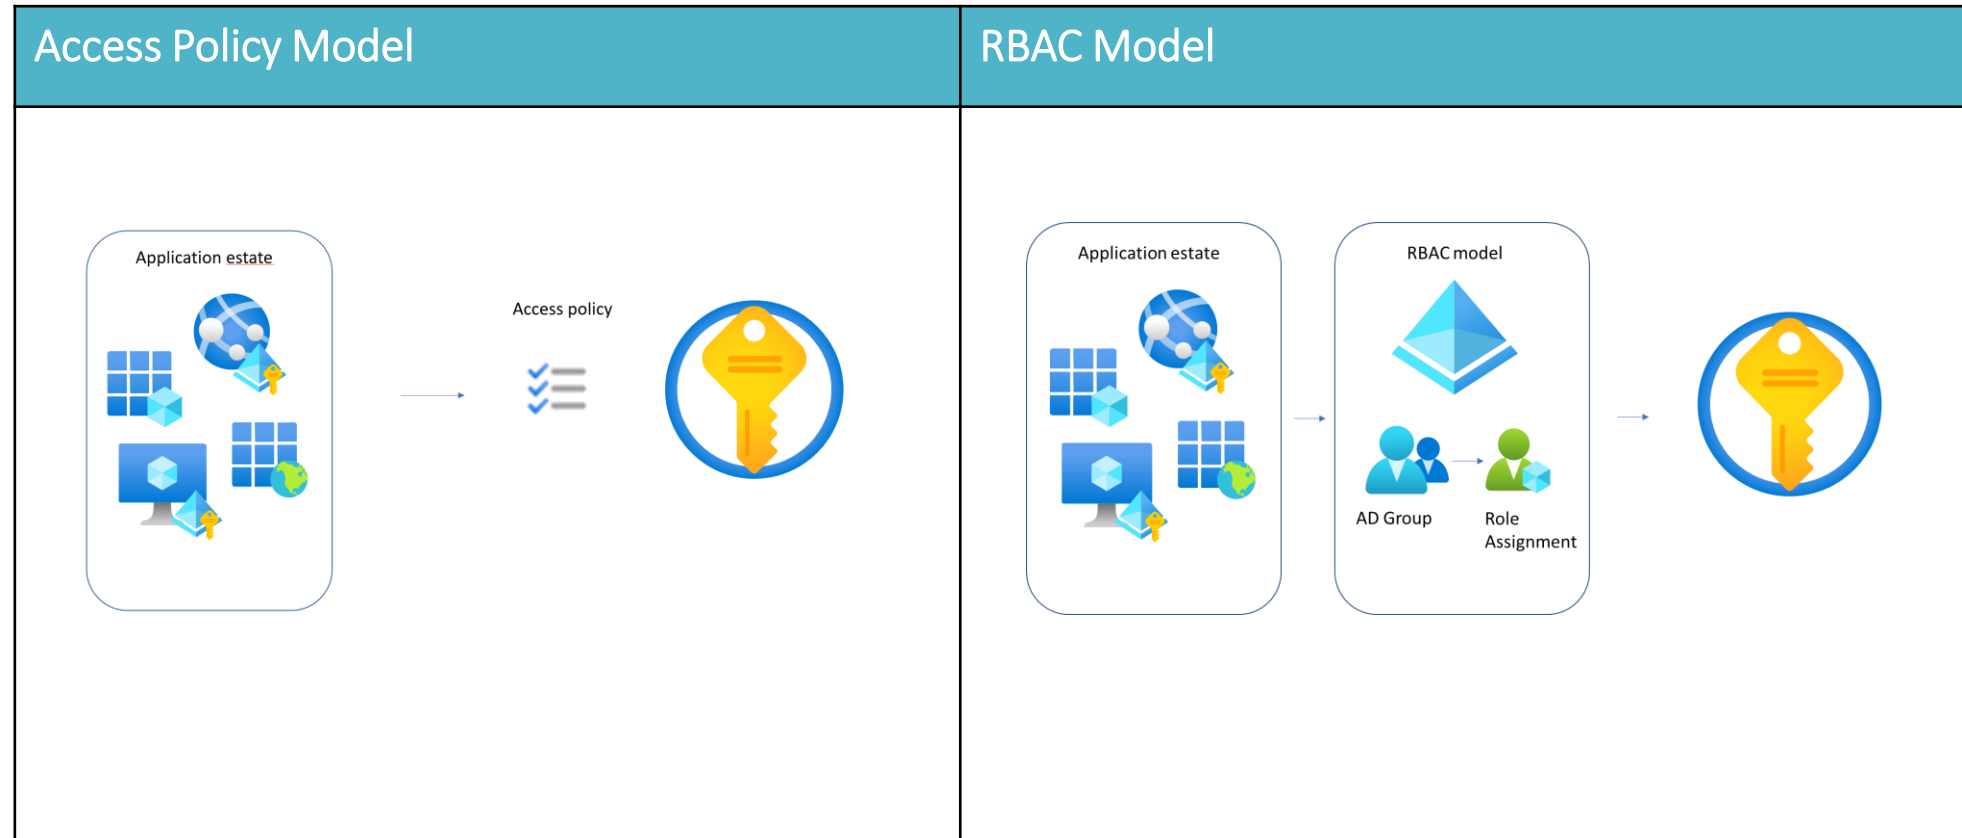 Access Policy Model
RBAC Model
Application estate
Access policy
Application estate
RBAC model
AD Group
Role
Assignment